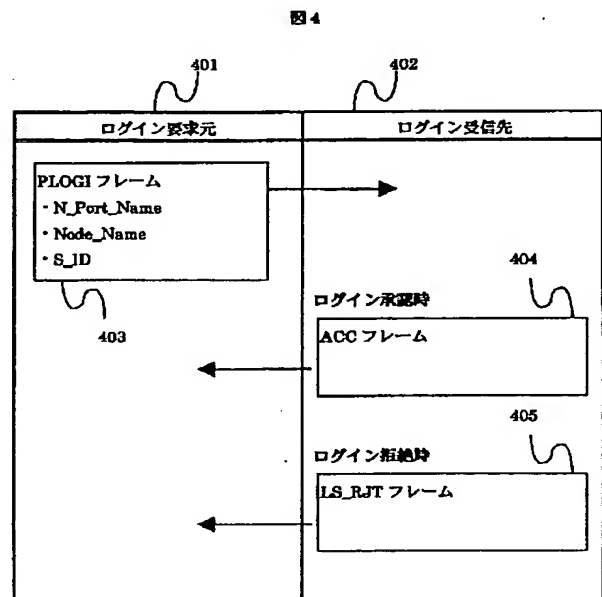 図4
401
402
ログイン要求元
ログイン受信先
PLOGI フレーム
・N_Port_Name
・Node_Name
・S_ID
403
404
ログイン承認時
ACC フレーム
405
ログイン拒絶時
LS_RJT フレーム